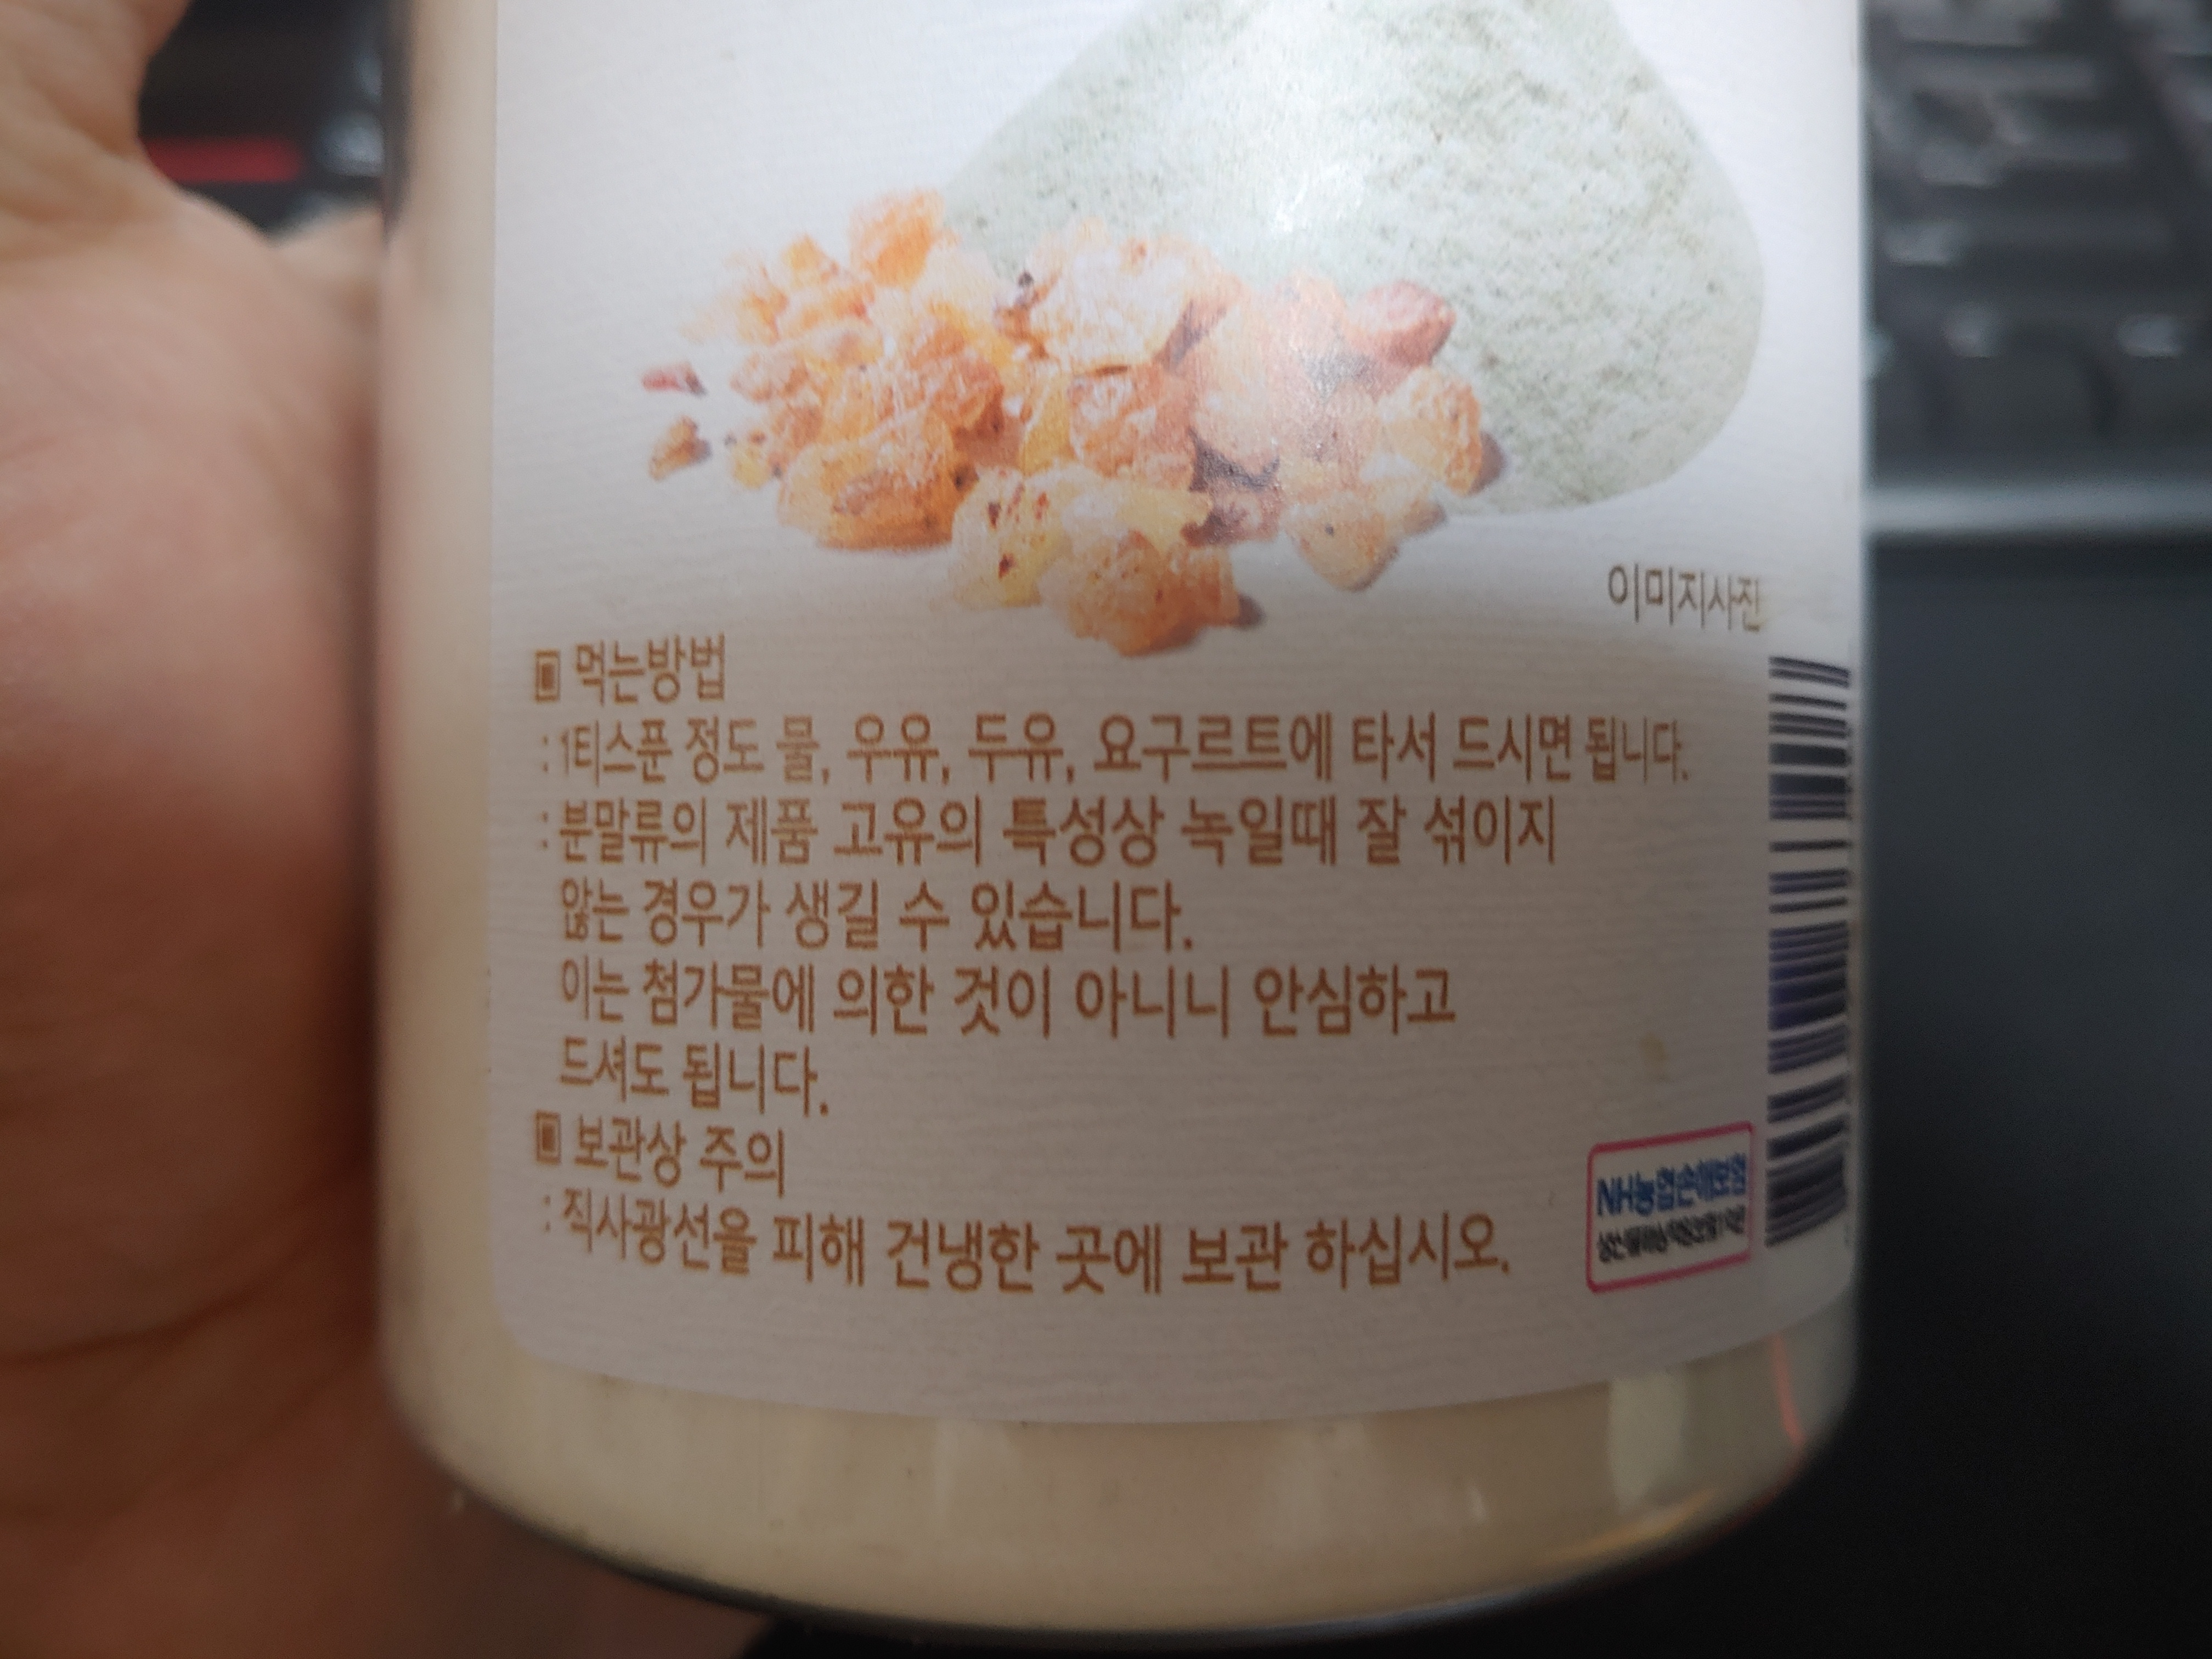 이미지사진
▣ 먹는방법
: 1티스푼 정도 물, 우유, 두유, 요구르트에 타서 드시면 됩니다.
: 분말류의 제품 고유의 특성상 녹일때 잘 섞이지
않는 경우가 생길 수 있습니다.
이는 첨가물에 의한 것이 아니니 안심하고
드셔도 됩니다.
▣ 보관상 주의
: 직사광선을 피해 건냉한 곳에 보관 하십시오.
NH농협손해보험